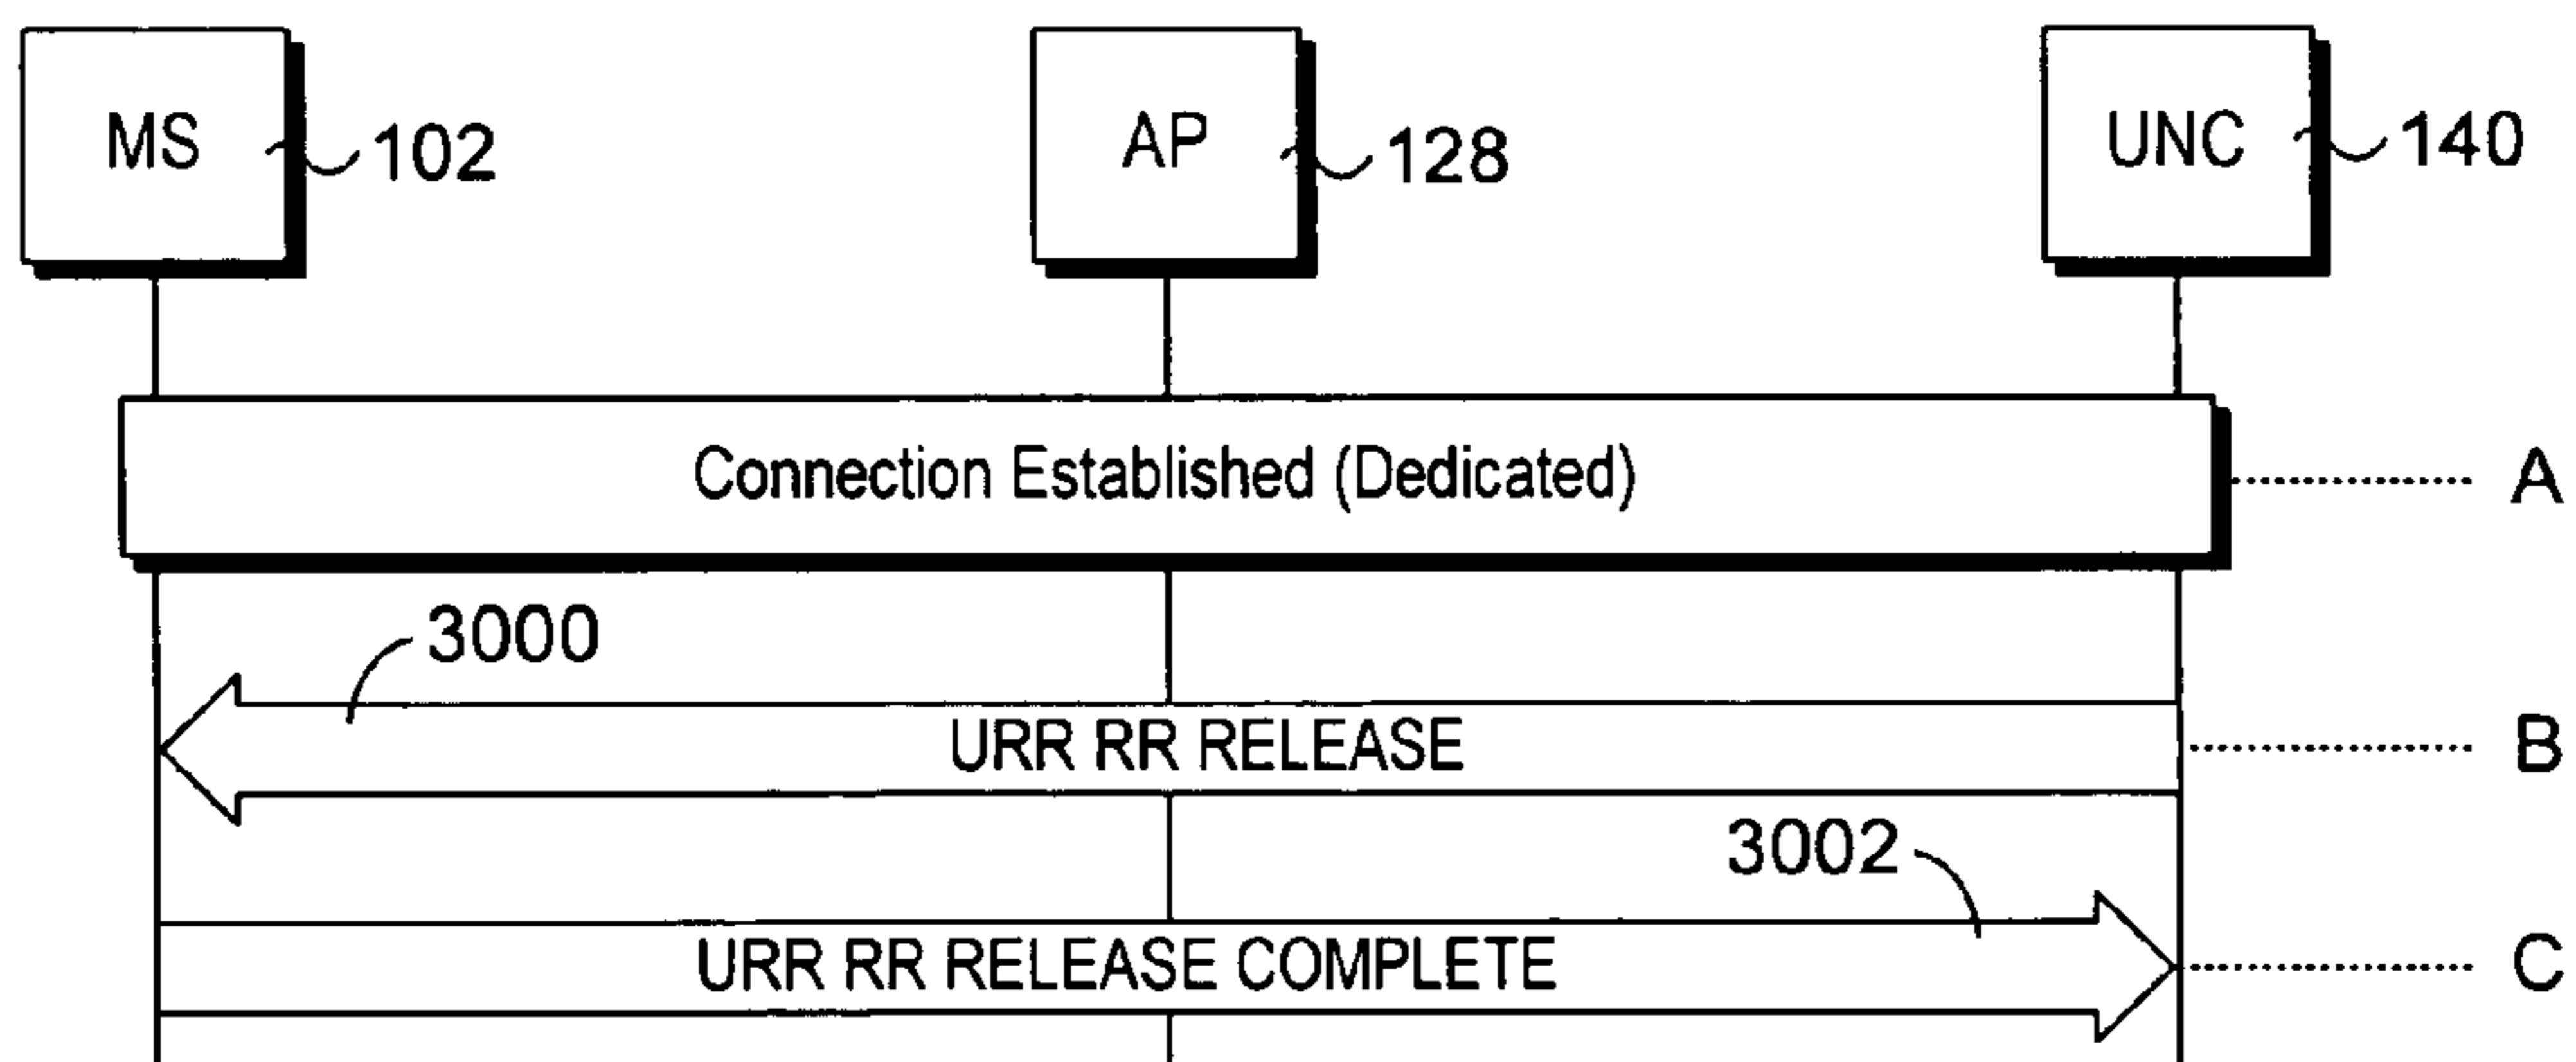 MS 102 AP 128 UNC 140
Connection Established (Dedicated) A
3000
URR RR RELEASE B
3002
URR RR RELEASE COMPLETE C